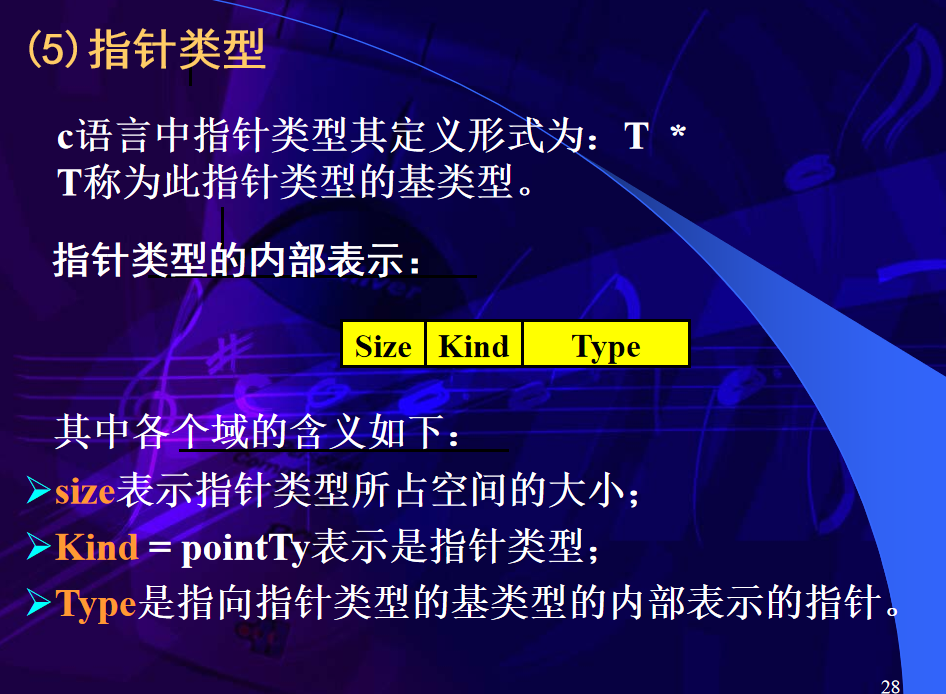 (5)指针类型
c语言中指针类型其定义形式为：T *
T称为此指针类型的基类型。
指针类型的内部表示：
Size Kind Type
其中各个域的含义如下：
➢size表示指针类型所占空间的大小；
➢Kind = pointTy表示是指针类型；
➢Type是指向指针类型的基类型的内部表示的指针。
28